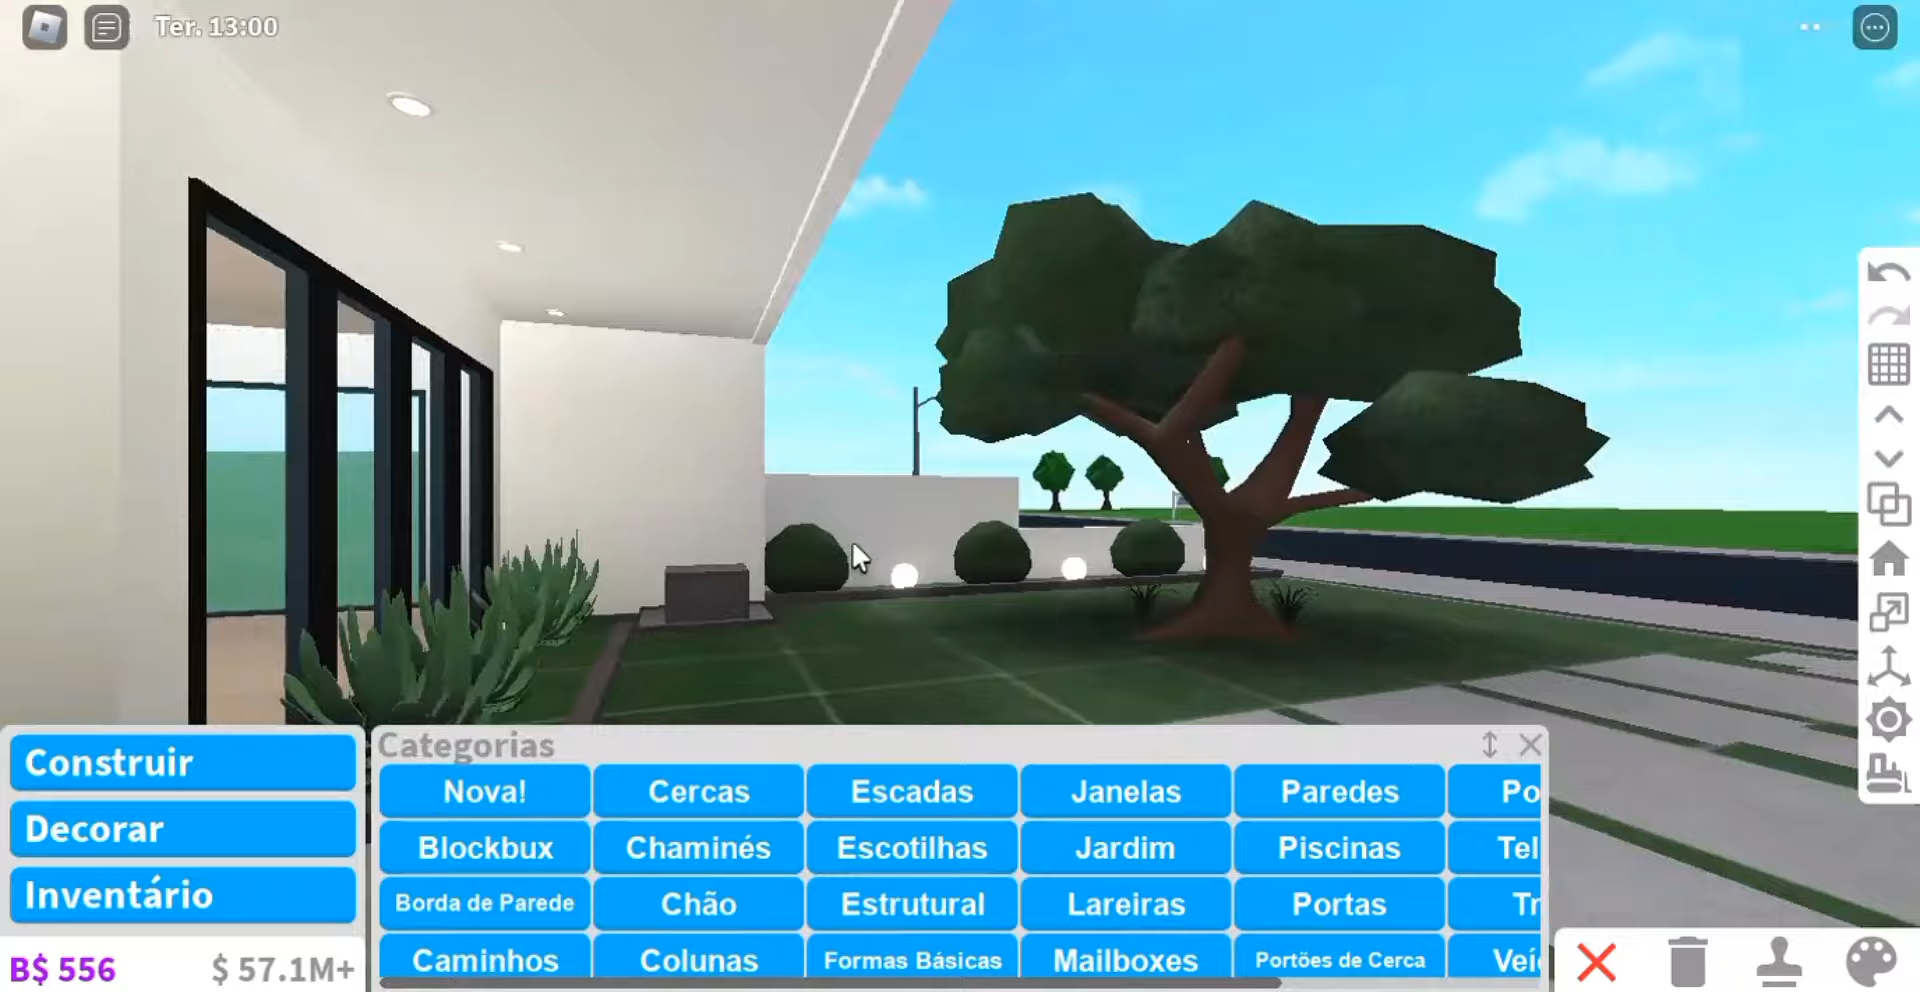 Ter. 13:00
Construir
Decorar
Inventário
B$ 556
$ 57.1M+
Categorias
Nova! Cercas Escadas Janelas Paredes
Blockbux Chaminés Escotilhas Jardim Piscinas
Borda de Parede Chão Estrutural Lareiras Portas
Caminhos Colunas Formas Básicas Mailboxes Portões de Cerca